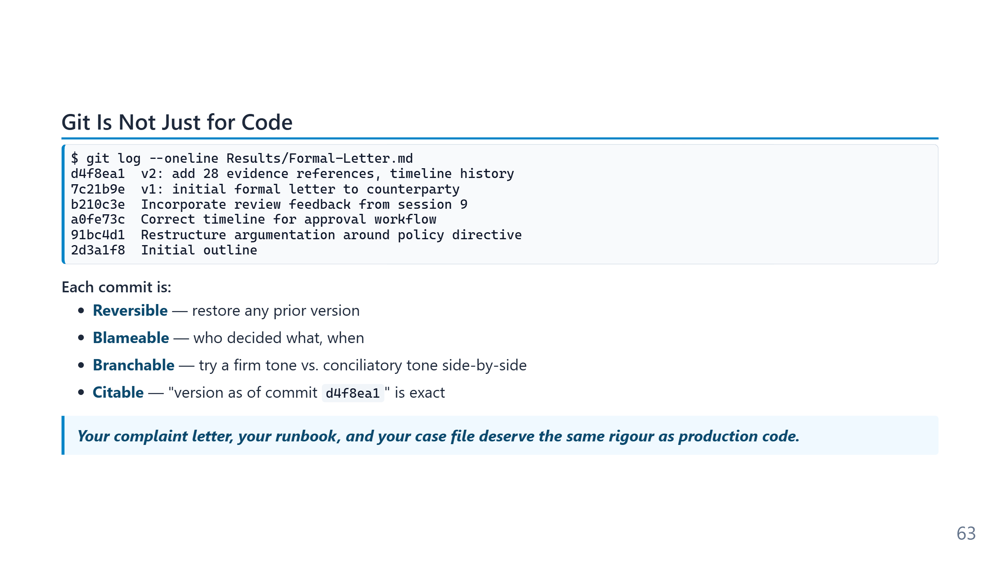 Git Is Not Just for Code
$ git log --oneline Results/Formal-Letter.md
d4f8ea1  v2: add 28 evidence references, timeline history
7c21b9e  v1: initial formal letter to counterparty
b210c3e  Incorporate review feedback from session 9
a0fe73c  Correct timeline for approval workflow
91bc4d1  Restructure argumentation around policy directive
2d3a1f8  Initial outline
Each commit is:
• Reversible — restore any prior version
• Blameable — who decided what, when
• Branchable — try a firm tone vs. conciliatory tone side-by-side
• Citable — "version as of commit d4f8ea1" is exact
Your complaint letter, your runbook, and your case file deserve the same rigour as production code.
63